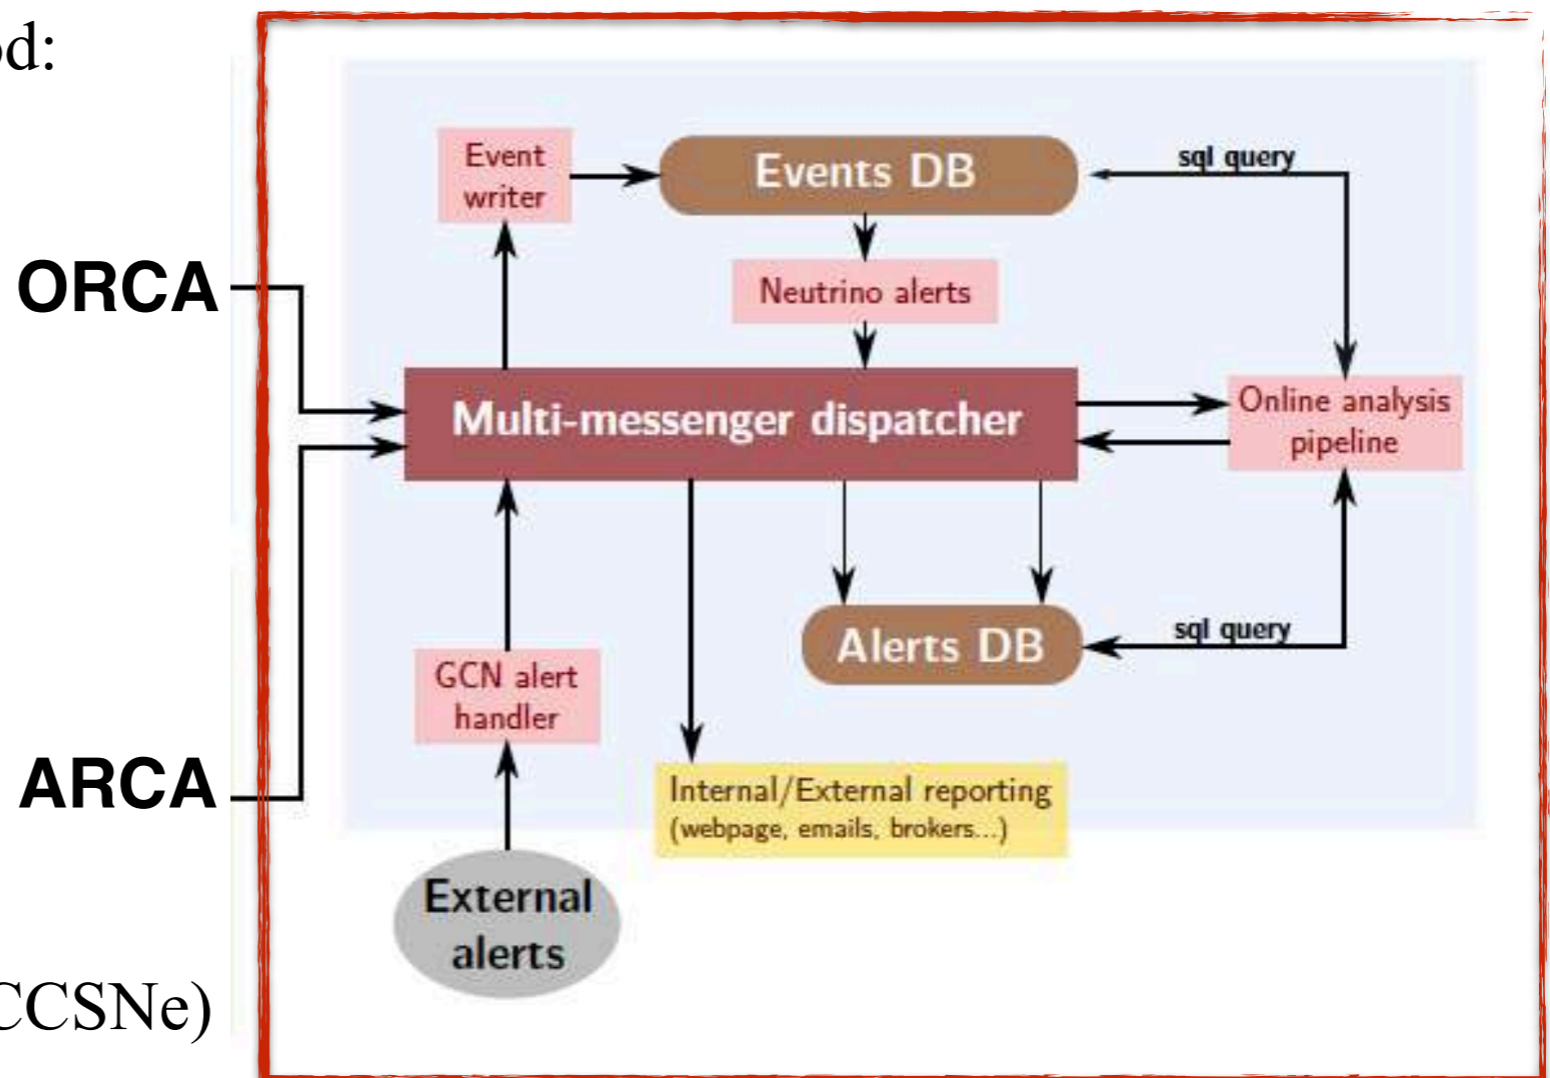 od:
Event
writer
Events DB
sql query
ORCA
Neutrino alerts
Multi-messenger dispatcher
Online analysis
pipeline
Alerts DB
sql query
GCN alert
handler
ARCA
Internal/External reporting
(webpage, emails, brokers...)
External
alerts
CCSNe)